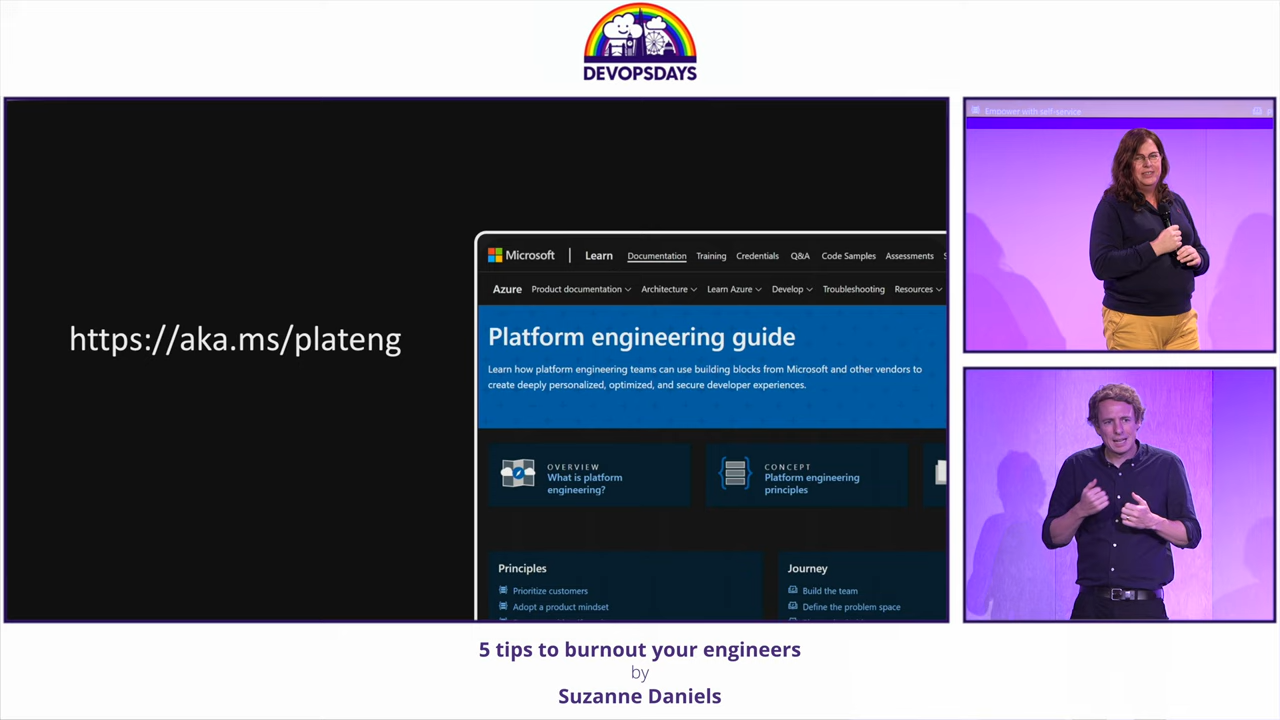 DEVOPSDAYS
https://aka.ms/plateng
Microsoft | Learn Documentation Training Credentials Q&A Code Samples Assessments
Azure Product documentation Architecture Learn Azure Develop Troubleshooting Resources
Platform engineering guide
Learn how platform engineering teams can use building blocks from Microsoft and other vendors to
create deeply personalized, optimized, and secure developer experiences.
OVERVIEW
What is platform
engineering?
CONCEPT
Platform engineering
principles
Principles
Prioritize customers
Adopt a product mindset
Journey
Build the team
Define the problem space
Empower with self-service
5 tips to burnout your engineers
by
Suzanne Daniels